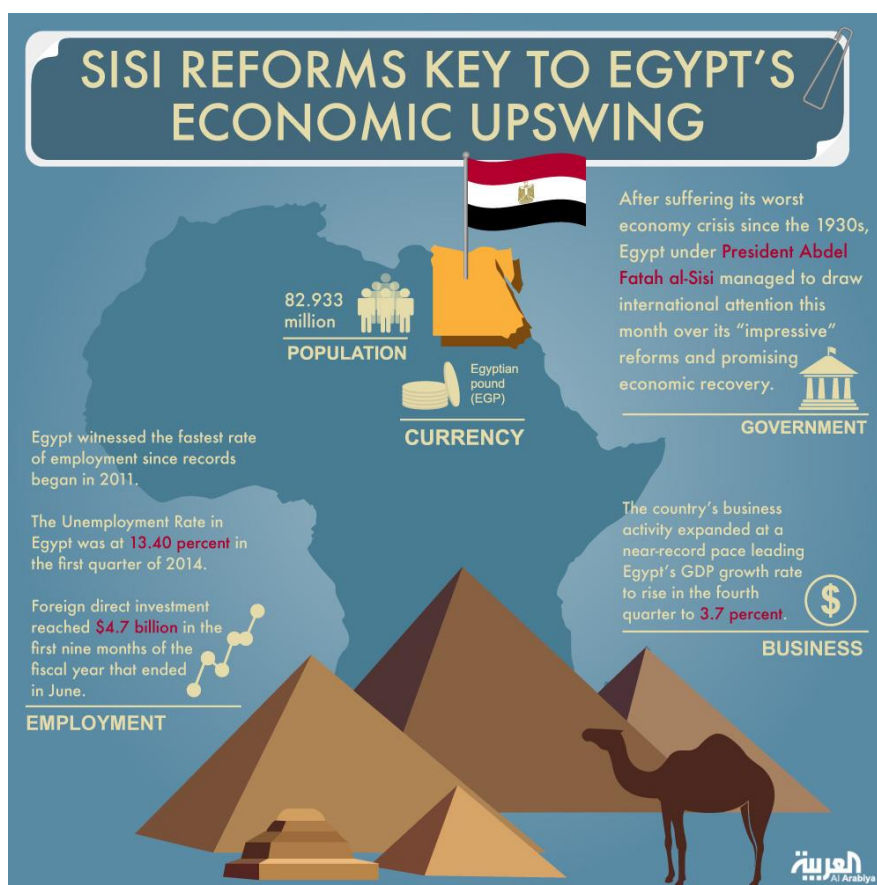 SISI REFORMS KEY TO EGYPT'S
ECONOMIC UPSWING
After suffering its worst
economy crisis since the 1930s,
Egypt under President Abdel
Fatah al-Sisi managed to draw
international attention this
month over its “impressive”
reforms and promising
economic recovery.
GOVERNMENT
82.933
million
POPULATION
Egyptian
pound
(EGP)
CURRENCY
Egypt witnessed the fastest rate
of employment since records
began in 2011.
The Unemployment Rate in
Egypt was at 13.40 percent in
the first quarter of 2014.
Foreign direct investment
reached $4.7 billion in the
first nine months of the
fiscal year that ended
in June.
EMPLOYMENT
The country's business
activity expanded at a
near-record pace leading
Egypt's GDP growth rate
to rise in the fourth
quarter to 3.7 percent.
$
BUSINESS
العربية
Al Arabiya